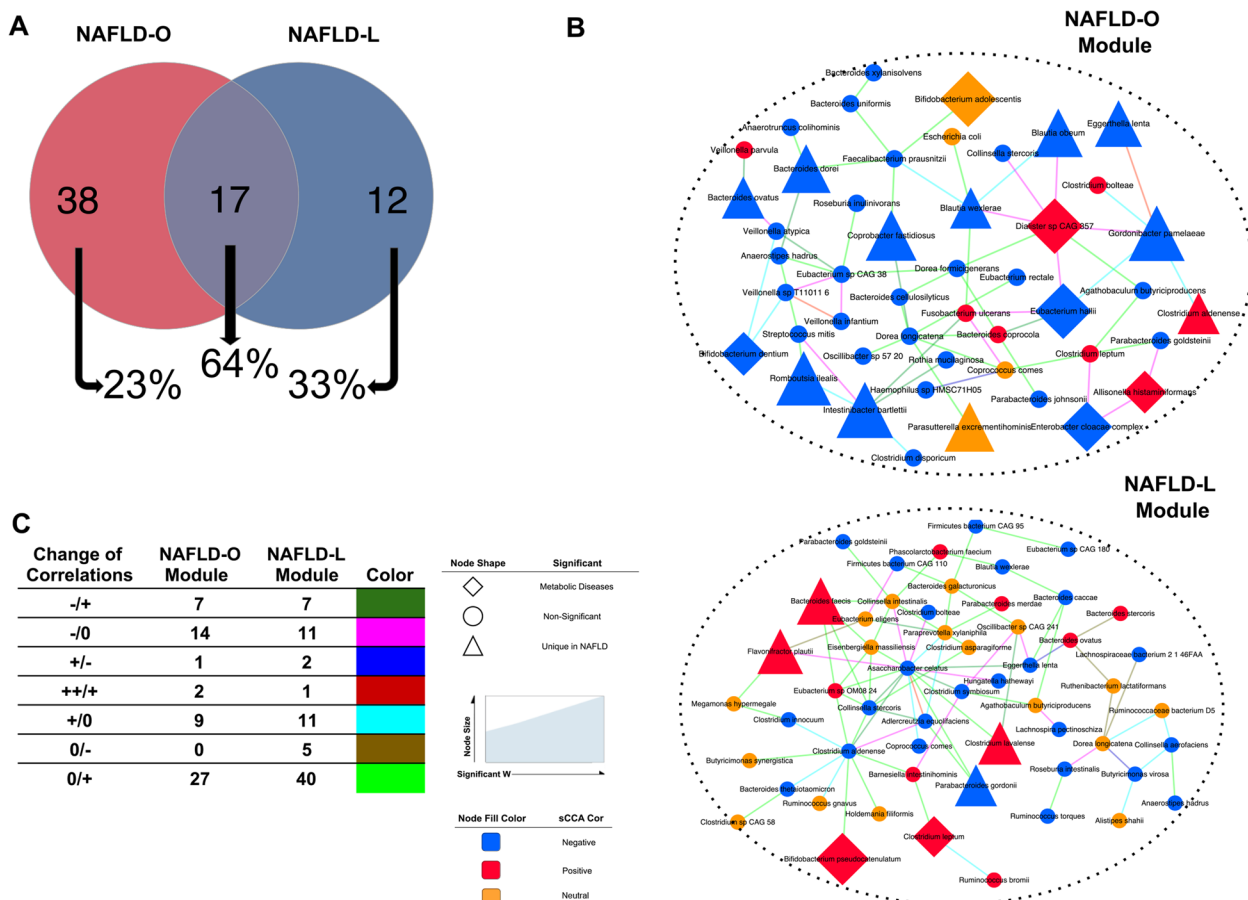 A
NAFLD-O
NAFLD-L
38
17
12
23%
64%
33%
B
NAFLD-O
Module
Bacteroides xylanisolvens
Bacteroides uniformis
Bifidobacterium adolescentis
Eggerthella lenta
Anaerotruncus colihominis
Escherichia coli
Blautia obeum
Veillonella parvula
Collinsella stercoris
Faecalibacterium prausnitzii
Bacteroides dorei
Clostridium bolteae
Bacteroides ovatus
Roseburia inulinivorans
Blautia wexlerae
Veillonella atypica
Coprobacter fastidiosus
Dialister sp CAG 357
Gordonibacter pamelaeae
Anaerostipes hadrus
Eubacterium sp CAG 38
Dorea formicigenerans
Eubacterium rectale
Veillonella sp T11011 6
Bacteroides cellulosilyticus
Agathobaculum butyriciproducens
Fusobacterium ulcerans
Eubacterium hallii
Clostridium aldenense
Veillonella infantium
Streptococcus mitis
Dorea longicatena
Bacteroides coprocola
Parabacteroides goldsteinii
Bifidobacterium dentium
Oscillibacter sp 57 20
Rothia mucilaginosa
Clostridium leptum
Romboutsia ilealis
Coprococcus comes
Haemophilus sp HMSC71H05
Allisonella histaminiformans
Parabacteroides johnsonii
Intestinibacter bartlettii
Parasutterella excrementihominis
Enterobacter cloacae complex
Clostridium disporicum
NAFLD-L
Module
Firmicutes bacterium CAG 95
Parabacteroides goldsteinii
Phascolarctobacterium faecium
Eubacterium sp CAG 180
Firmicutes bacterium CAG 110
Blautia wexlerae
Bacteroides galacturonicus
Bacteroides caccae
Bacteroides faecis
Collinsella intestinalis
Parabacteroides merdae
Clostridium bolteae
Bacteroides stercoris
Eubacterium eligens
Oscillibacter sp CAG 241
Paraprevotella xylaniphila
Bacteroides ovatus
Eisenbergiella massiliensis
Clostridium asparagiforme
Flavonifractor plautii
Lachnospiraceae bacterium 2 1 46FAA
Asaccharobacter celatus
Eggerthella lenta
Hungatella hathewayi
Ruthenibacterium lactatiformans
Eubacterium sp OM08 24
Clostridium symbiosum
Megamonas hypermegale
Collinsella stercoris
Agathobaculum butyriciproducens
Ruminococcaceae bacterium D5
Clostridium innocuum
Adlercreutzia equolifaciens
Lachnospira pectinoschiza
Coprococcus comes
Clostridium lavalense
Dorea longicatena
Collinsella aerofaciens
Clostridium aldenense
Butyricimonas synergistica
Barnesiella intestinihominis
Roseburia intestinalis
Butyricimonas virosa
Bacteroides thetaiotaomicron
Parabacteroides gordonii
Ruminococcus gnavus
Anaerostipes hadrus
Clostridium sp CAG 58
Holdemania filiformis
Ruminococcus torques
Alistipes shahii
Clostridium leptum
Bifidobacterium pseudocatenulatum
Ruminococcus bromii
C
Change of Correlations NAFLD-O Module NAFLD-L Module Color
-/+ 7 7
-/0 14 11
+/- 1 2
++/+ 2 1
+/0 9 11
0/- 0 5
0/+ 27 40
Node Shape Significant
Metabolic Diseases
Non-Significant
Unique in NAFLD
Node Size
Significant W
Node Fill Color sCCA Cor
Negative
Positive
Neutral